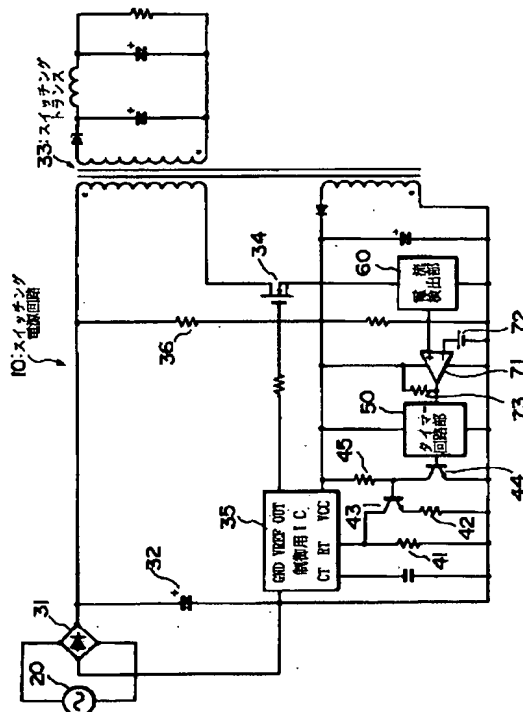 10:スイッチング
電源回路
33:スイッチング
トランス
20
31
32
36
34
35
GND VREF OUT
制御用IC
CT RT VCC
60
電流
検出部
50
タイマー
回路部
45
43
42
41
44
73
71
72